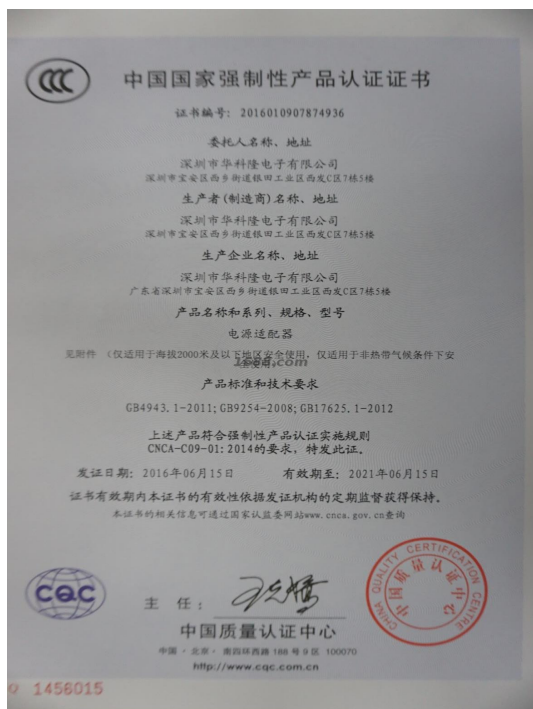 CCC
中国国家强制性产品认证证书
证书编号: 2016010907874936
委托人名称、地址
深圳市华科隆电子有限公司
深圳市宝安区西乡街道银田工业区西发C区7栋5楼
生产者(制造商)名称、地址
深圳市华科隆电子有限公司
深圳市宝安区西乡街道银田工业区西发C区7栋5楼
生产企业名称、地址
深圳市华科隆电子有限公司
广东省深圳市宝安区西乡街道银田工业区西发C区7栋5楼
产品名称和系列、规格、型号
电源适配器
见附件 (仅适用于海拔2000米及以下地区安全使用, 仅适用于非热带气候条件下安
全使用)
1688.com
产品标准和技术要求
GB4943.1-2011; GB9254-2008; GB17625.1-2012
上述产品符合强制性产品认证实施规则
CNCA-C09-01: 2014的要求, 特发此证。
发证日期: 2016年06月15日 有效期至: 2021年06月15日
证书有效期内本证书的有效性依据发证机构的定期监督获得保持。
本证书的相关信息可通过国家认监委网站www.cnca.gov.cn查询
CQC
主 任:
中国质量认证中心
中国·北京·南四环西路188号9区 100070
http://www.cqc.com.cn
CHINA QUALITY CERTIFICATION CENTRE
中国质量认证中心
1456015